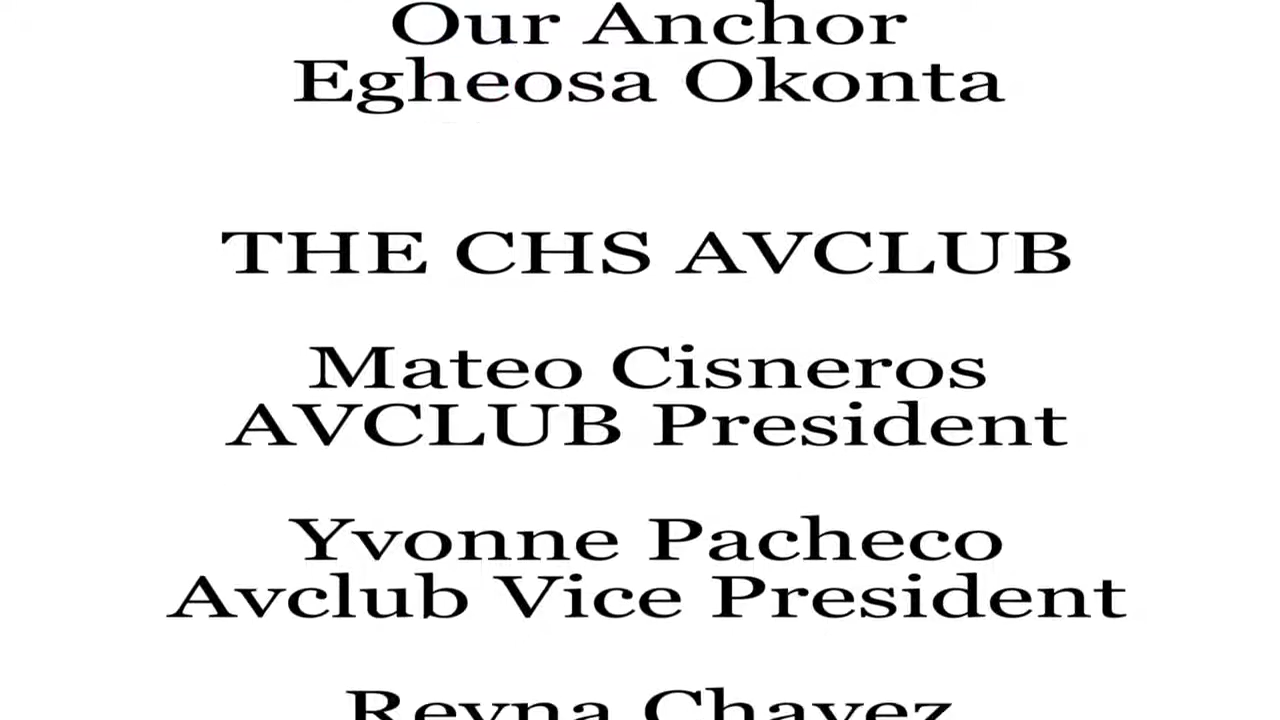 Our Anchor
Egheosa Okonta
THE CHS AVCLUB
Mateo Cisneros
AVCLUB President
Yvonne Pacheco
Avclub Vice President
Reyna Chavez